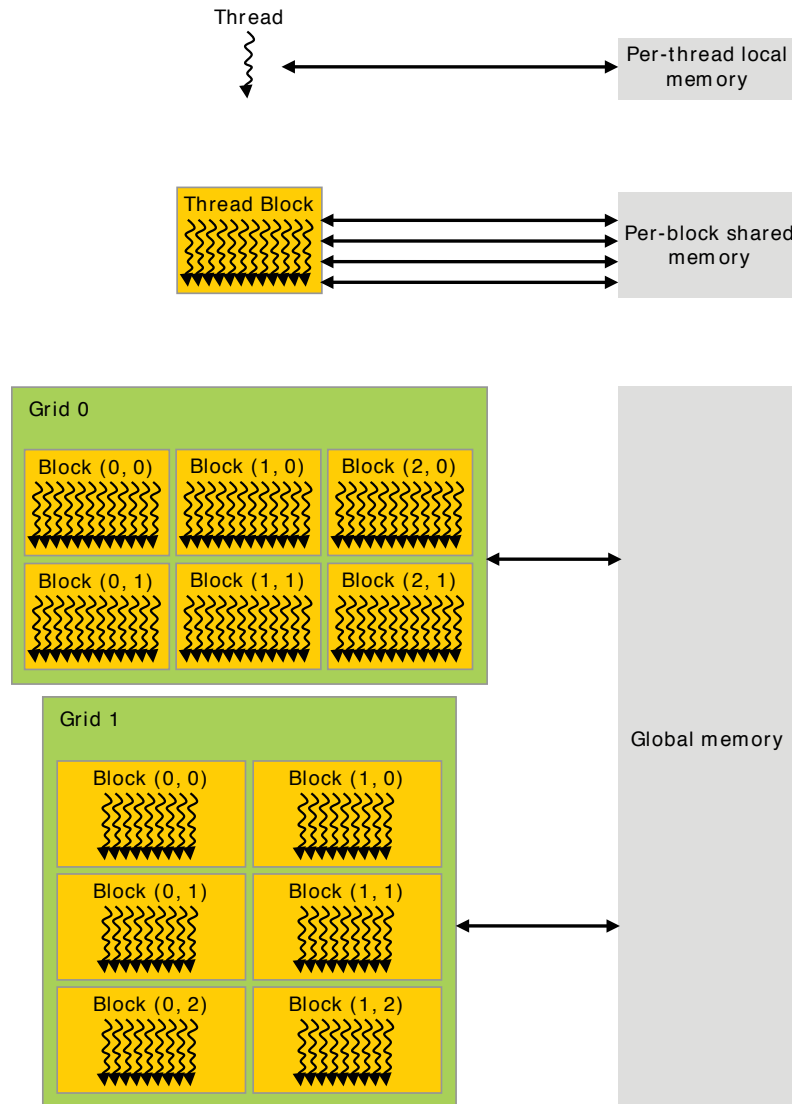 Thread
Per-thread local
memory
Thread Block
Per-block shared
memory
Grid 0
Block (0, 0)
Block (1, 0)
Block (2, 0)
Block (0, 1)
Block (1, 1)
Block (2, 1)
Grid 1
Global memory
Block (0, 0)
Block (1, 0)
Block (0, 1)
Block (1, 1)
Block (0, 2)
Block (1, 2)